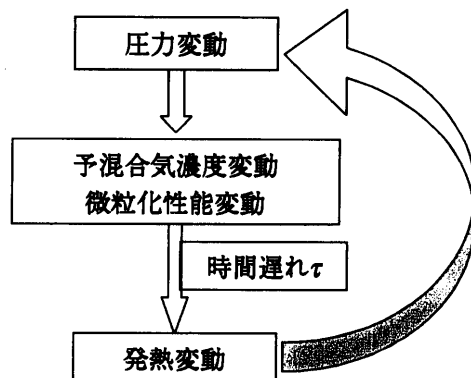 圧力変動
予混合気濃度変動
微粒化性能変動
時間遅れτ
発熱変動